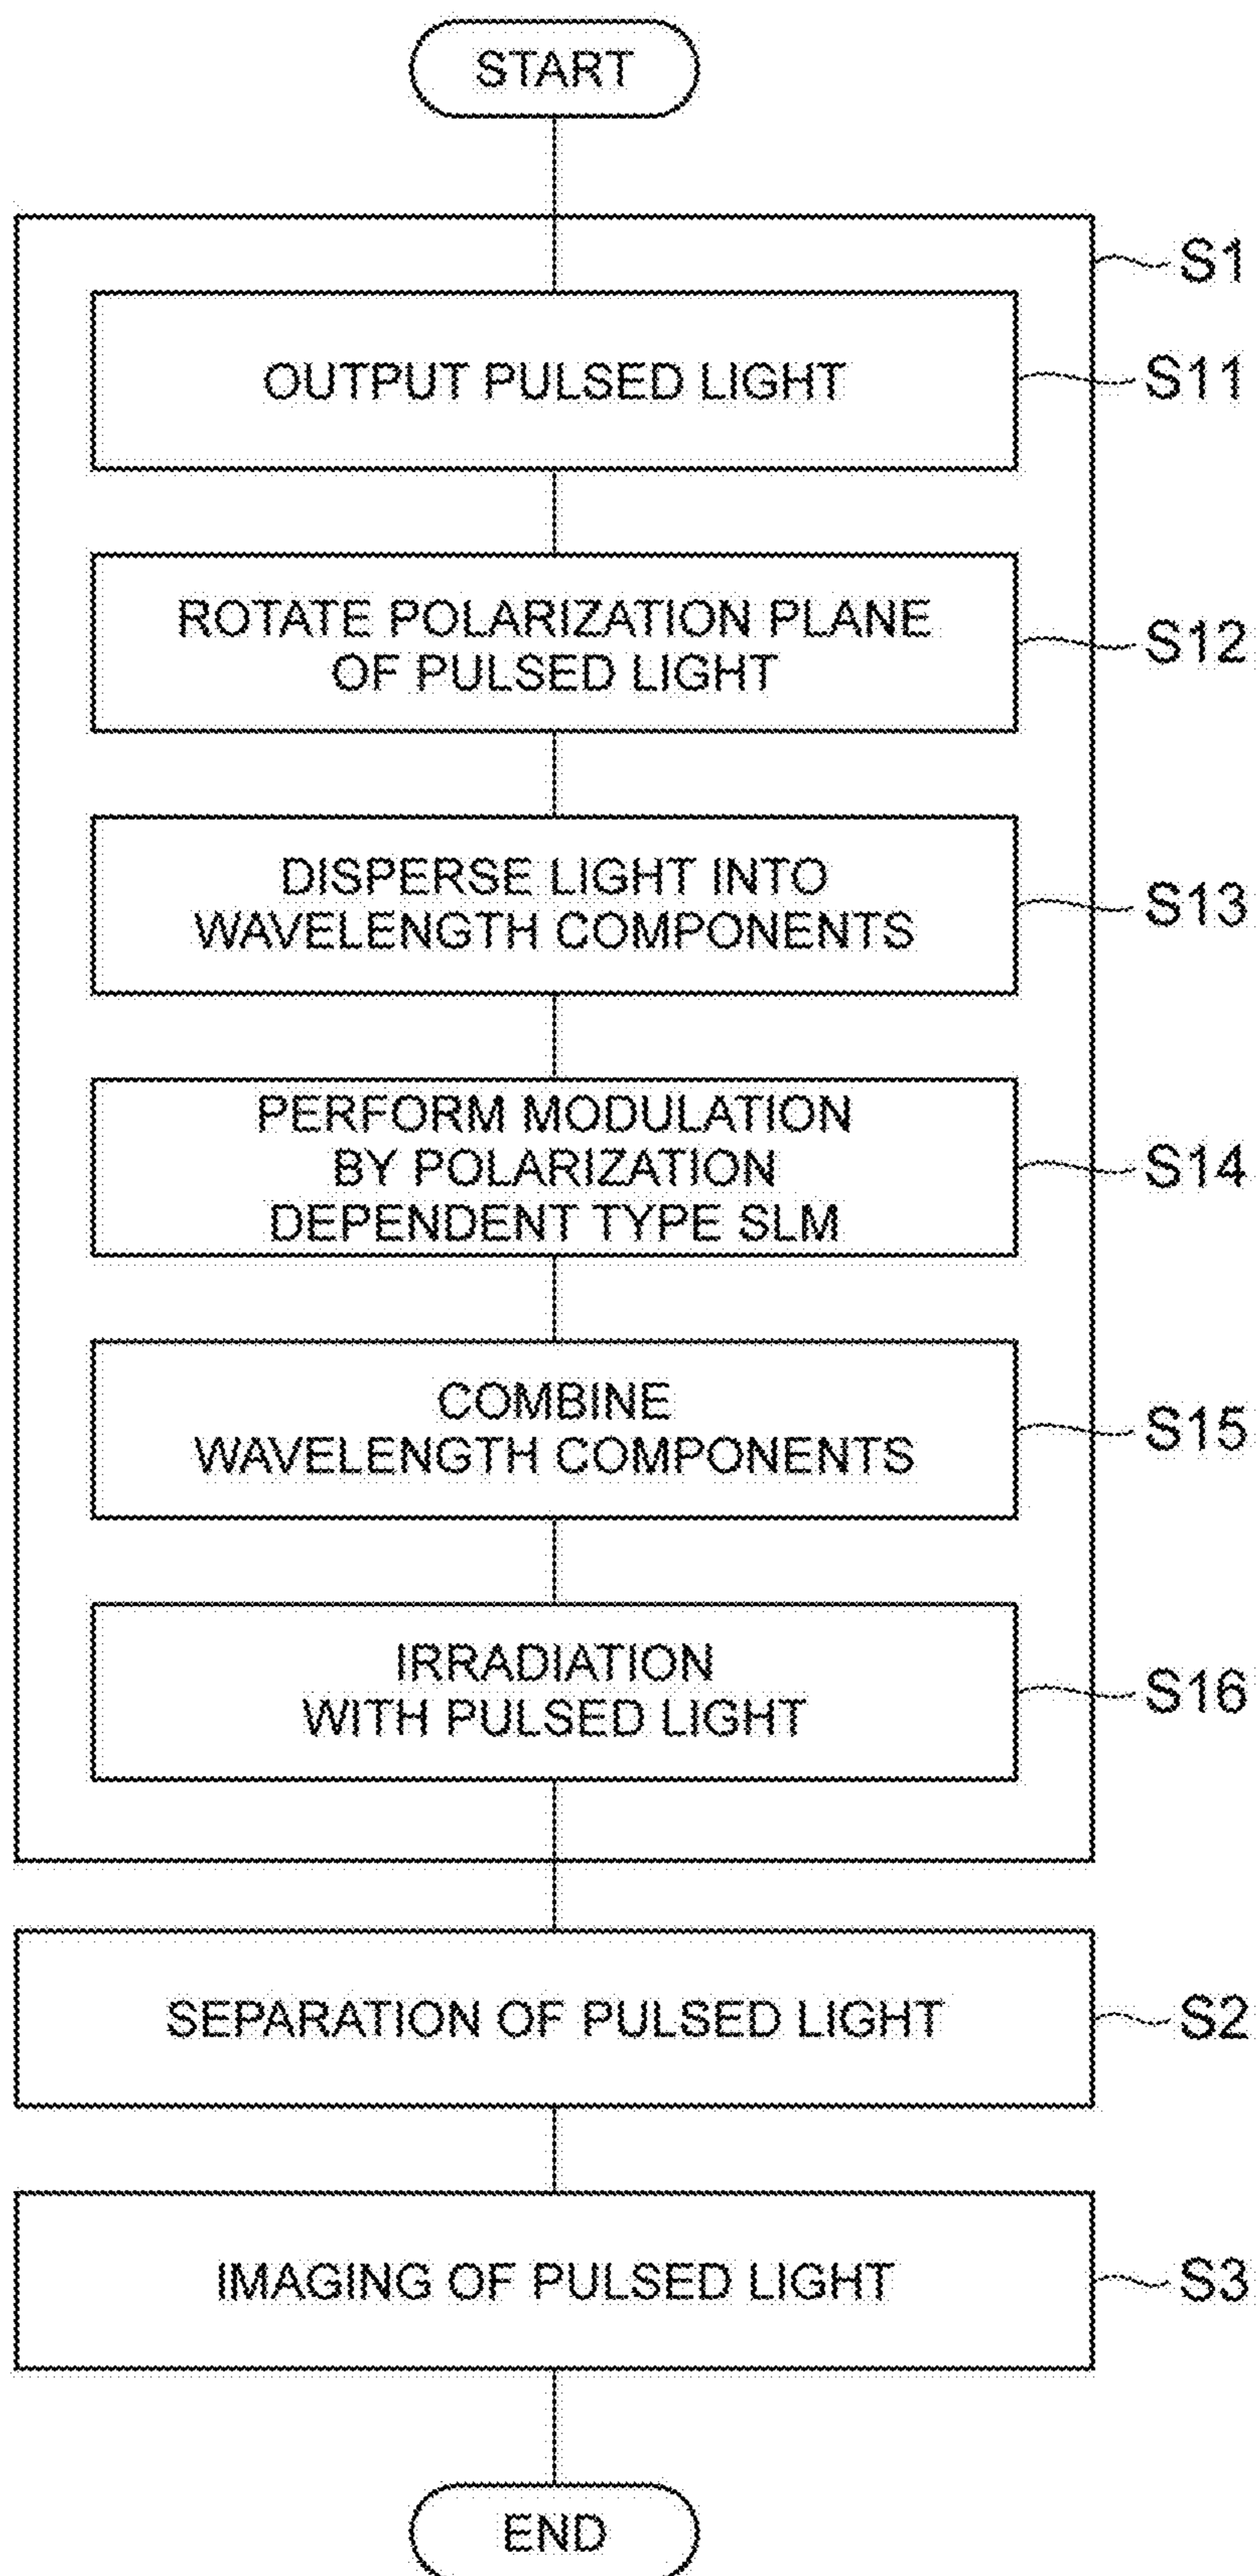 START
S1
OUTPUT PULSED LIGHT
S11
ROTATE POLARIZATION PLANE
OF PULSED LIGHT
S12
DISPERSE LIGHT INTO
WAVELENGTH COMPONENTS
S13
PERFORM MODULATION
BY POLARIZATION
DEPENDENT TYPE SLM
S14
COMBINE
WAVELENGTH COMPONENTS
S15
IRRADIATION
WITH PULSED LIGHT
S16
SEPARATION OF PULSED LIGHT
S2
IMAGING OF PULSED LIGHT
S3
END